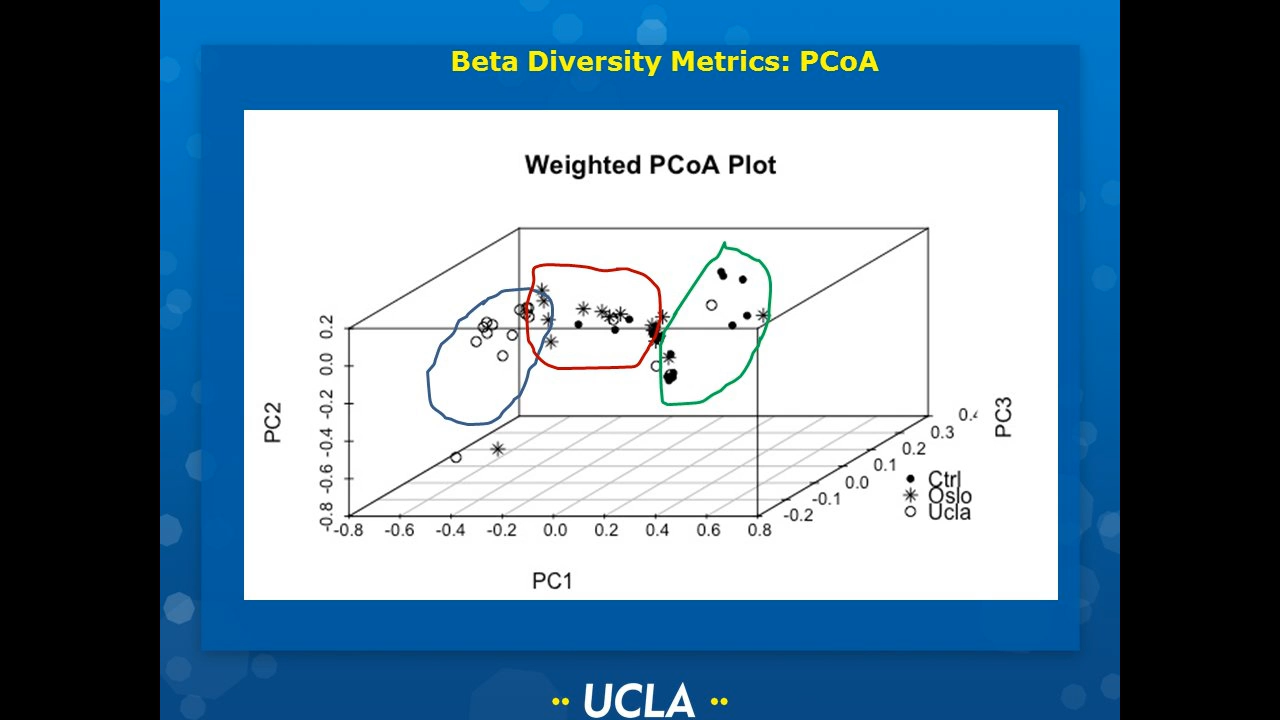 Beta Diversity Metrics: PCoA
Weighted PCoA Plot
0.2
0.0
-0.2
-0.4
-0.6
-0.8
PC2
-0.8 -0.6 -0.4 -0.2 0.0 0.2 0.4 0.6 0.8
PC1
-0.2
-0.1
0.0
0.1
0.2
0.3
0.4
PC3
Ctrl
Oslo
Ucla
UCLA